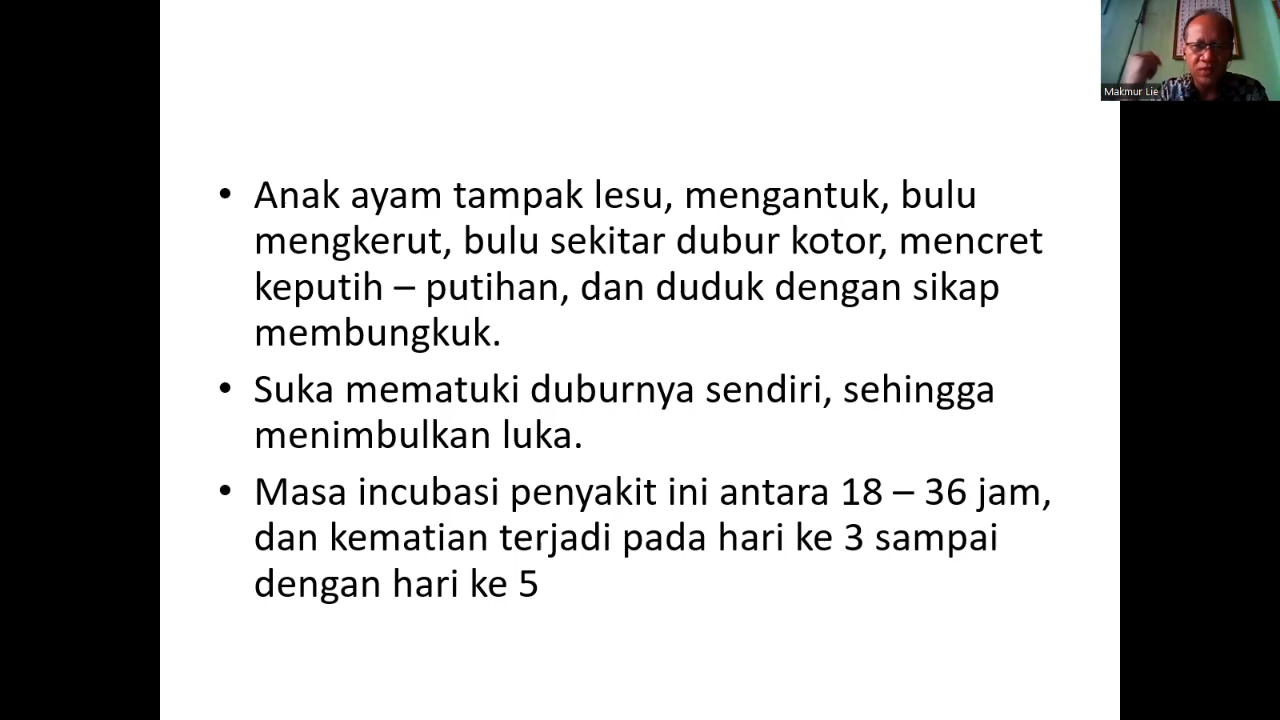 Makmur Lie
• Anak ayam tampak lesu, mengantuk, bulu
mengkerut, bulu sekitar dubur kotor, mencret
keputih – putihan, dan duduk dengan sikap
membungkuk.
• Suka mematuki duburnya sendiri, sehingga
menimbulkan luka.
• Masa incubasi penyakit ini antara 18 – 36 jam,
dan kematian terjadi pada hari ke 3 sampai
dengan hari ke 5